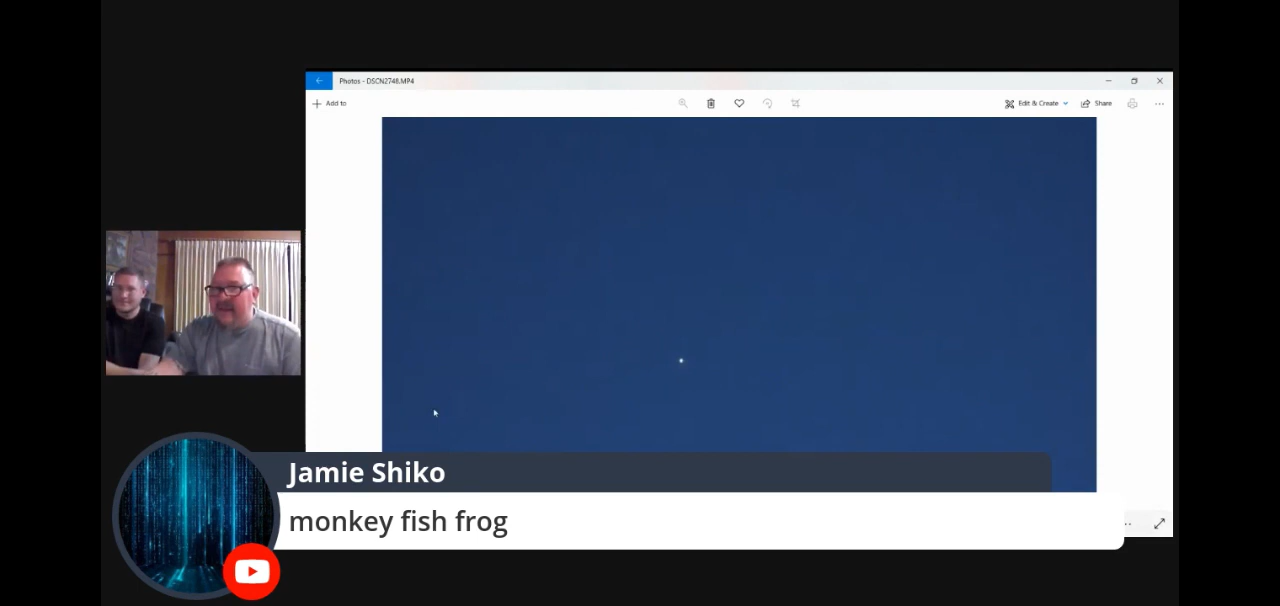 Photos - DSCN2748.MP4
Add to
Edit & Create
Share
Jamie Shiko
monkey fish frog